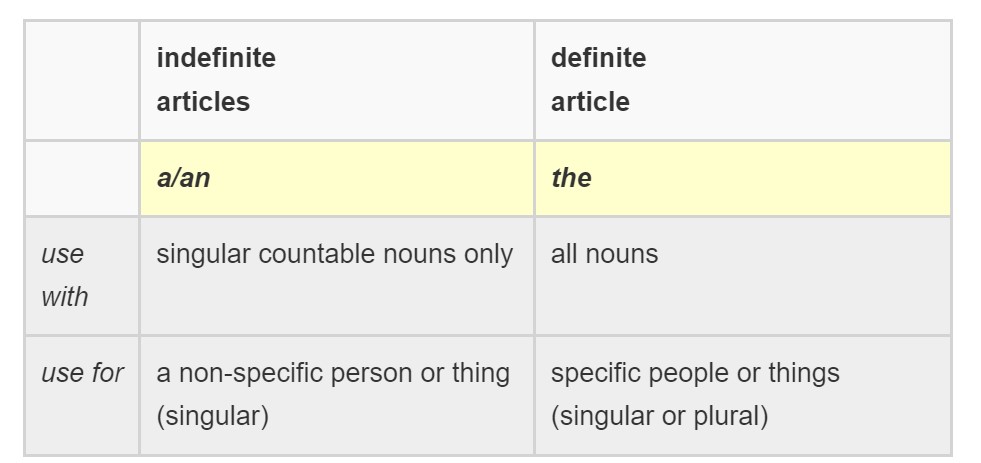 indefinite
articles
definite
article
a/an
the
use
with
singular countable nouns only
all nouns
use for
a non-specific person or thing
(singular)
specific people or things
(singular or plural)